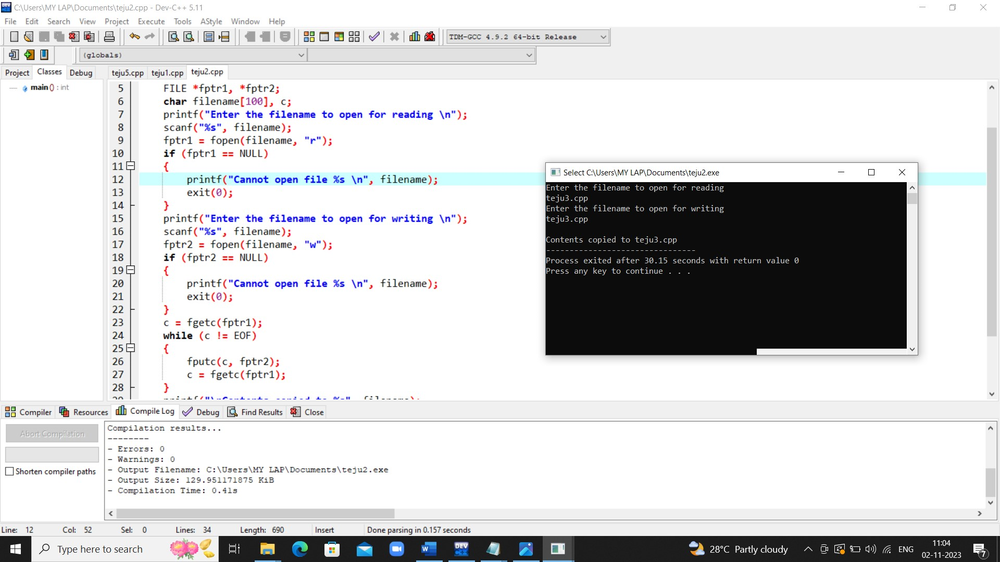 C:\Users\MY LAP\Documents\teju2.cpp - Dev-C++ 5.11
File Edit Search View Project Execute Tools AStyle Window Help
TDM-GCC 4.9.2 64-bit Release
(globals)
Project Classes Debug teju5.cpp teju1.cpp teju2.cpp
main () : int
5 FILE *fptr1, *fptr2;
6 char filename[100], c;
7 printf("Enter the filename to open for reading \n");
8 scanf("%s", filename);
9 fptr1 = fopen(filename, "r");
10 if (fptr1 == NULL)
11 {
12 printf("Cannot open file %s \n", filename);
13 exit(0);
14 }
15 printf("Enter the filename to open for writing \n");
16 scanf("%s", filename);
17 fptr2 = fopen(filename, "w");
18 if (fptr2 == NULL)
19 {
20 printf("Cannot open file %s \n", filename);
21 exit(0);
22 }
23 c = fgetc(fptr1);
24 while (c != EOF)
25 {
26 fputc(c, fptr2);
27 c = fgetc(fptr1);
28 }
29 printf("\nContents copied to %s", filename);
Select C:\Users\MY LAP\Documents\teju2.exe
Enter the filename to open for reading
teju3.cpp
Enter the filename to open for writing
teju3.cpp
Contents copied to teju3.cpp
--------------------------------
Process exited after 30.15 seconds with return value 0
Press any key to continue . . .
Compiler Resources Compile Log Debug Find Results Close
Abort Compilation
Shorten compiler paths
Compilation results...
--------
- Errors: 0
- Warnings: 0
- Output Filename: C:\Users\MY LAP\Documents\teju2.exe
- Output Size: 129.951171875 KiB
- Compilation Time: 0.41s
Line: 12 Col: 52 Sel: 0 Lines: 34 Length: 690 Insert Done parsing in 0.157 seconds
Type here to search
DEV C++
28°C Partly cloudy
ENG
11:04
02-11-2023
7